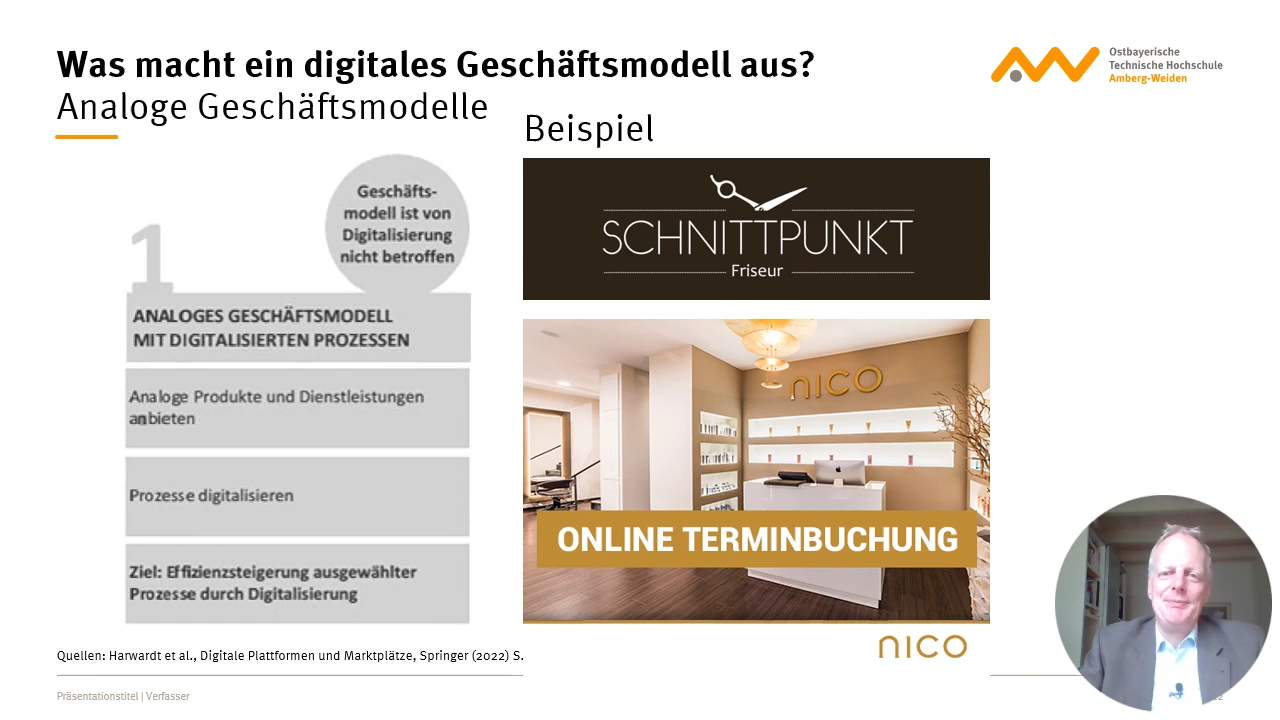 Was macht ein digitales Geschäftsmodell aus?
Analoge Geschäftsmodelle
Ostbayerische
Technische Hochschule
Amberg-Weiden
Beispiel
Geschäfts-
modell ist von
Digitalisierung
nicht betroffen
1
ANALOGES GESCHÄFTSMODELL
MIT DIGITALISIERTEN PROZESSEN
Analoge Produkte und Dienstleistungen
anbieten
Prozesse digitalisieren
Ziel: Effizienzsteigerung ausgewählter
Prozesse durch Digitalisierung
SCHNITTPUNKT
Friseur
nico
ONLINE TERMINBUCHUNG
nico
Quellen: Harwardt et al., Digitale Plattformen und Marktplätze, Springer (2022) S.
Präsentationstitel | Verfasser